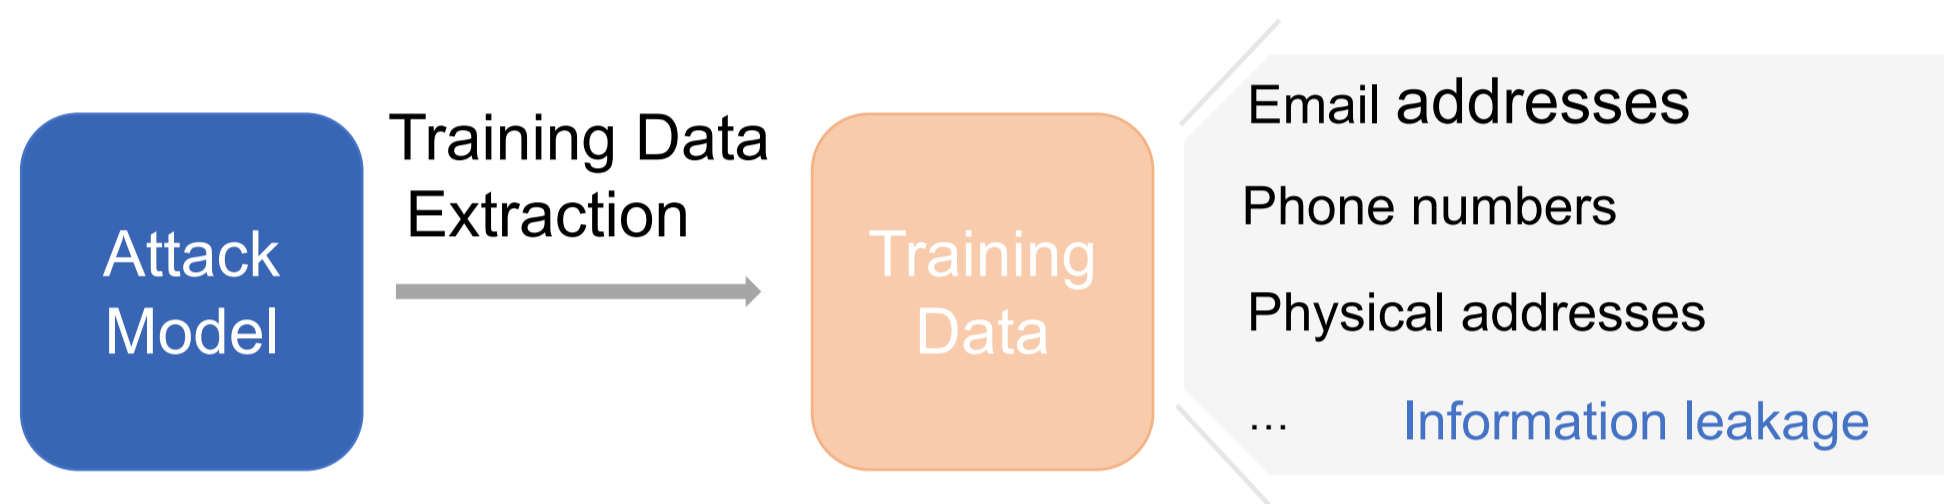 Attack
Model
Training Data
Extraction
Training
Data
Email addresses
Phone numbers
Physical addresses
...
Information leakage